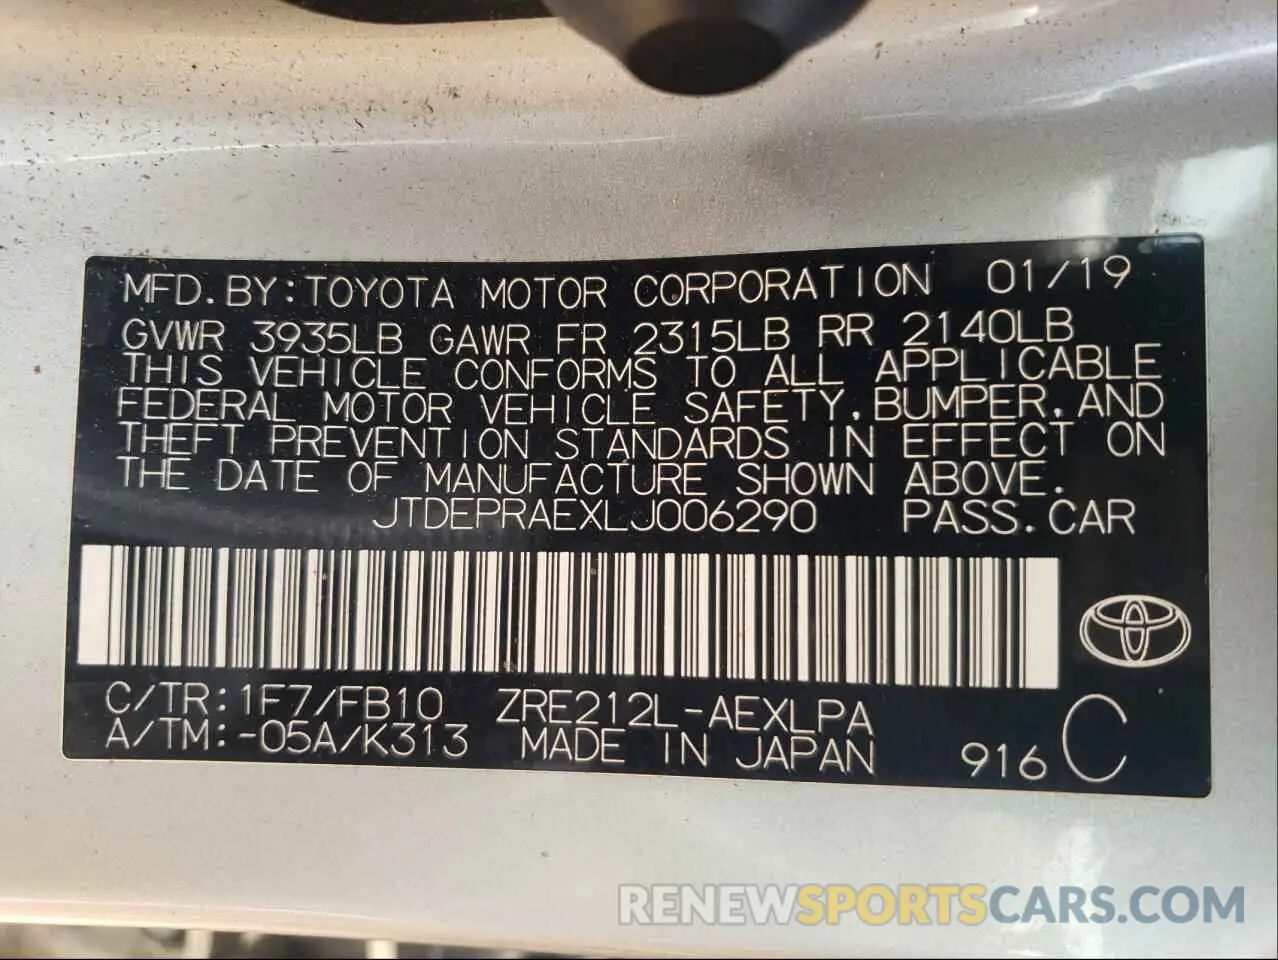 MFD.BY:TOYOTA MOTOR CORPORATION 01/19
GVWR 3935LB GAWR FR 2315LB RR 2140LB
THIS VEHICLE CONFORMS TO ALL APPLICABLE
FEDERAL MOTOR VEHICLE SAFETY,BUMPER,AND
THEFT PREVENTION STANDARDS IN EFFECT ON
THE DATE OF MANUFACTURE SHOWN ABOVE.
JTDEPRAEXLJ006290 PASS.CAR
C/TR:1F7/FB10 ZRE212L-AEXLPA
A/TM:-05A/K313 MADE IN JAPAN 916 C
RENEWSPORTSCARS.COM